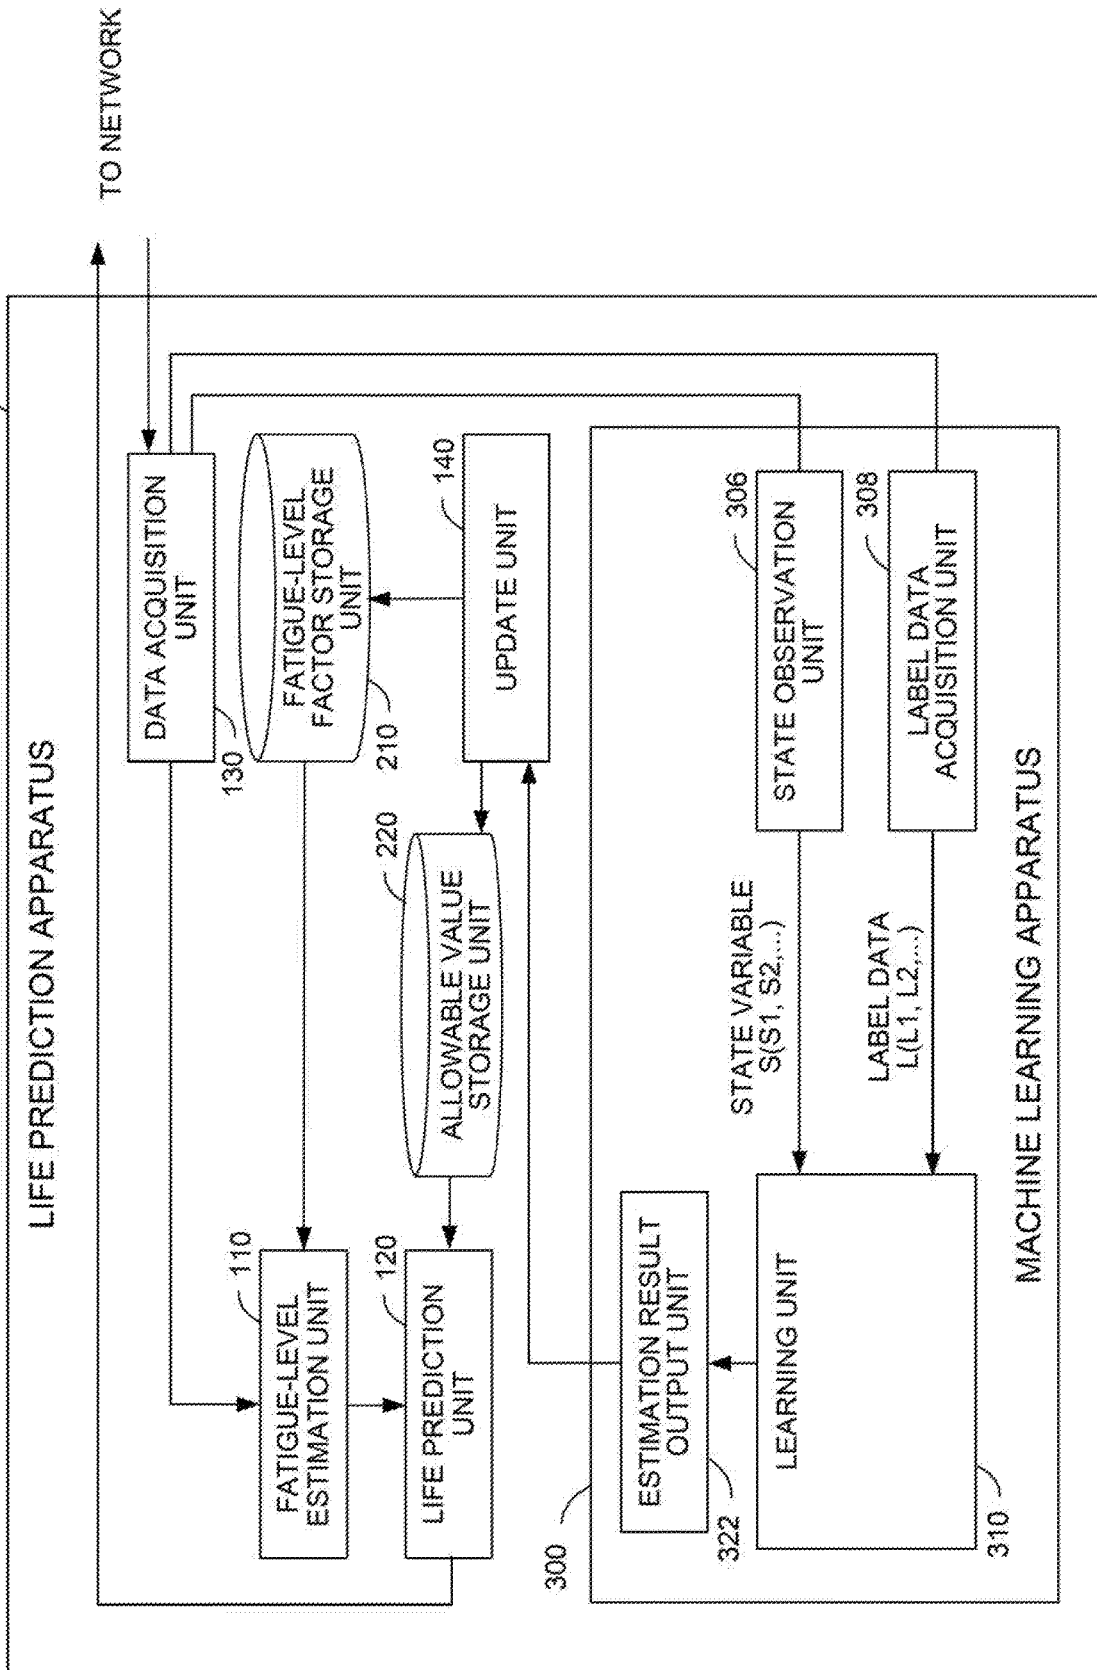 LIFE PREDICTION APPARATUS
TO NETWORK
110
FATIGUE-LEVEL
ESTIMATION UNIT
DATA ACQUISITION
UNIT
130
FATIGUE-LEVEL
FACTOR STORAGE
UNIT
210
120
LIFE PREDICTION
UNIT
220
ALLOWABLE VALUE
STORAGE UNIT
140
UPDATE UNIT
300
ESTIMATION RESULT
OUTPUT UNIT
322
STATE VARIABLE
S(S1, S2,...)
306
STATE OBSERVATION
UNIT
LEARNING UNIT
310
LABEL DATA
L(L1, L2,...)
308
LABEL DATA
ACQUISITION UNIT
MACHINE LEARNING APPARATUS